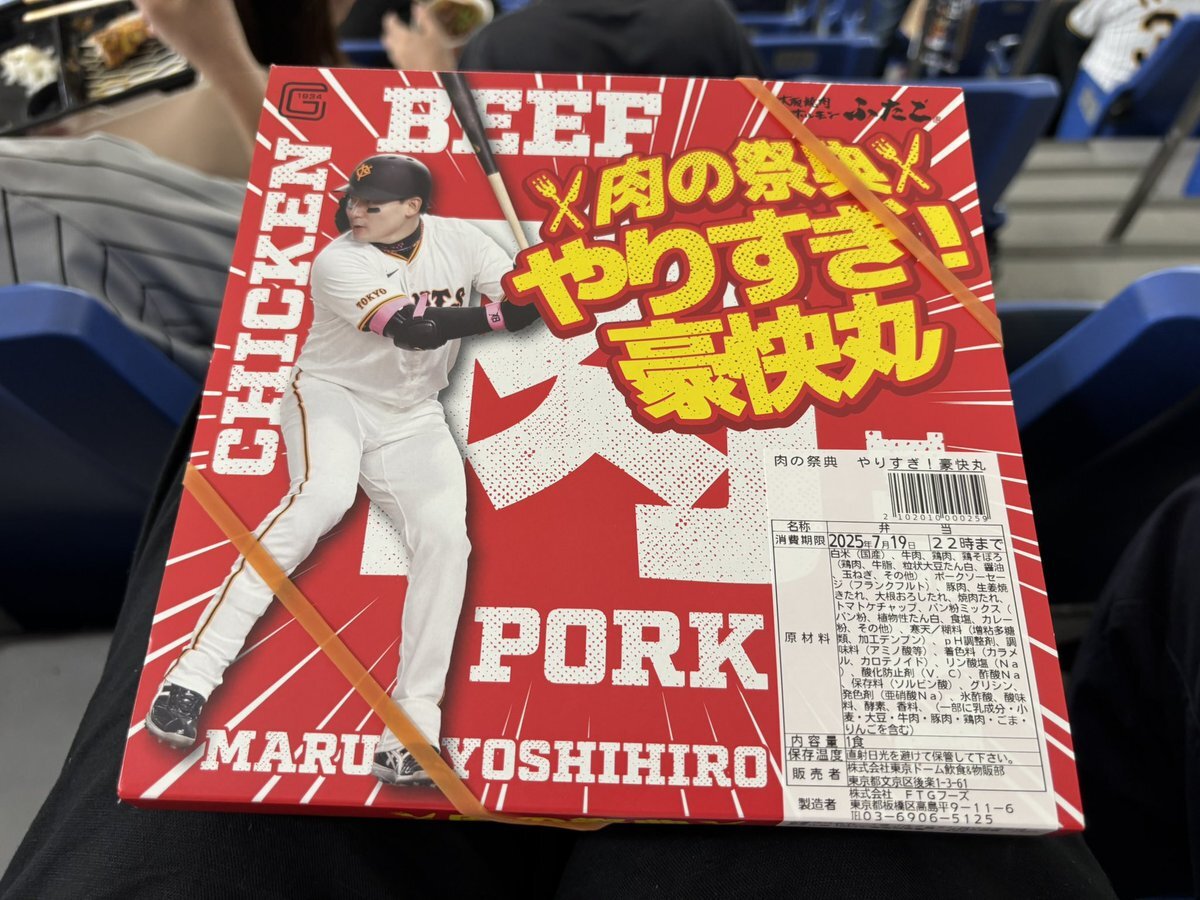 G
1934
BEEF
大阪焼肉
ホルモン
ふたご
CHICKEN
肉の祭典
やりすぎ!
豪快丸
TOKYO
肉
PORK
MARU YOSHIHIRO
肉の祭典 やりすぎ!豪快丸
2 102010 000259
名称 弁当
消費期限 2025年7月19日 22時まで
原材料
白米(国産)、牛肉、鶏肉、鶏そぼろ
(鶏肉、牛脂、粒状大豆たん白、醤油
、玉ねぎ、その他)、ポークソーセー
ジ(フランクフルト)、豚肉、生姜焼
きたれ、大根おろしたれ、焼肉たれ、
トマトケチャップ、パン粉ミックス(
パン粉、植物性たん白、食塩、カレー
粉、その他)、寒天/糊料(増粘多糖
類、加工デンプン)、pH調整剤、調
味料(アミノ酸等)、着色料(カラメ
ル、カロテノイド)、リン酸塩(Na
)、酸化防止剤(V.C)、酢酸Na
、保存料(ソルビン酸)、グリシン、
発色剤(亜硝酸Na)、氷酢酸、酸味
料、酵素、香料、(一部に乳成分・小
麦・大豆・牛肉・豚肉・鶏肉・ごま・
りんごを含む)
内容量 1食
保存温度 直射日光を避けて保管して下さい。
販売者 株式会社東京ドーム飲食&物販部
東京都文京区後楽1-3-61
製造者 株式会社 FTGフーズ
東京都板橋区高島平9-11-6
TEL03-6906-5125